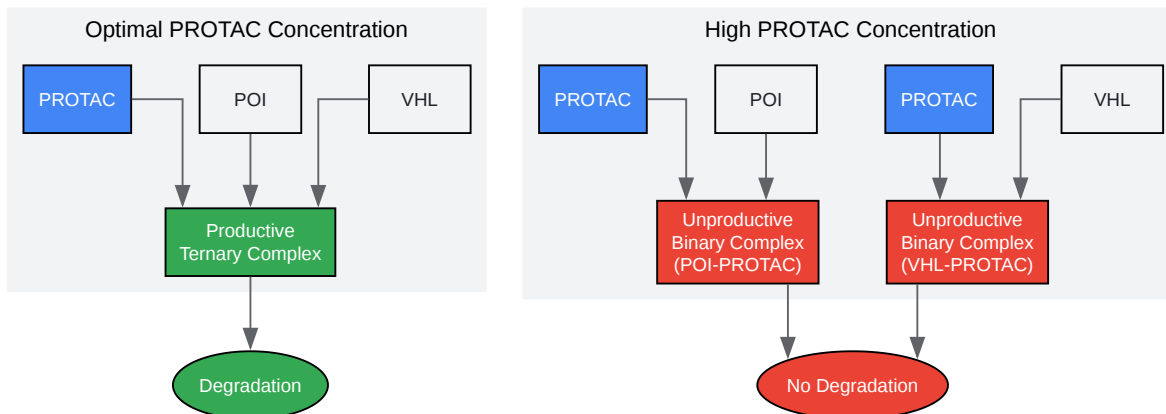 Optimal PROTAC Concentration
PROTAC
POI
VHL
Productive
Ternary Complex
Degradation
High PROTAC Concentration
PROTAC
POI
PROTAC
VHL
Unproductive
Binary Complex
(POI-PROTAC)
Unproductive
Binary Complex
(VHL-PROTAC)
No Degradation